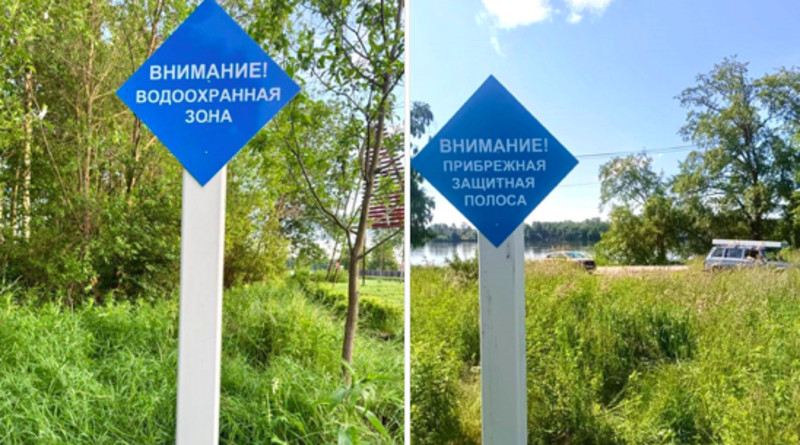 ВНИМАНИЕ!
ВОДООХРАННАЯ
ЗОНА
ВНИМАНИЕ!
ПРИБРЕЖНАЯ
ЗАЩИТНАЯ
ПОЛОСА